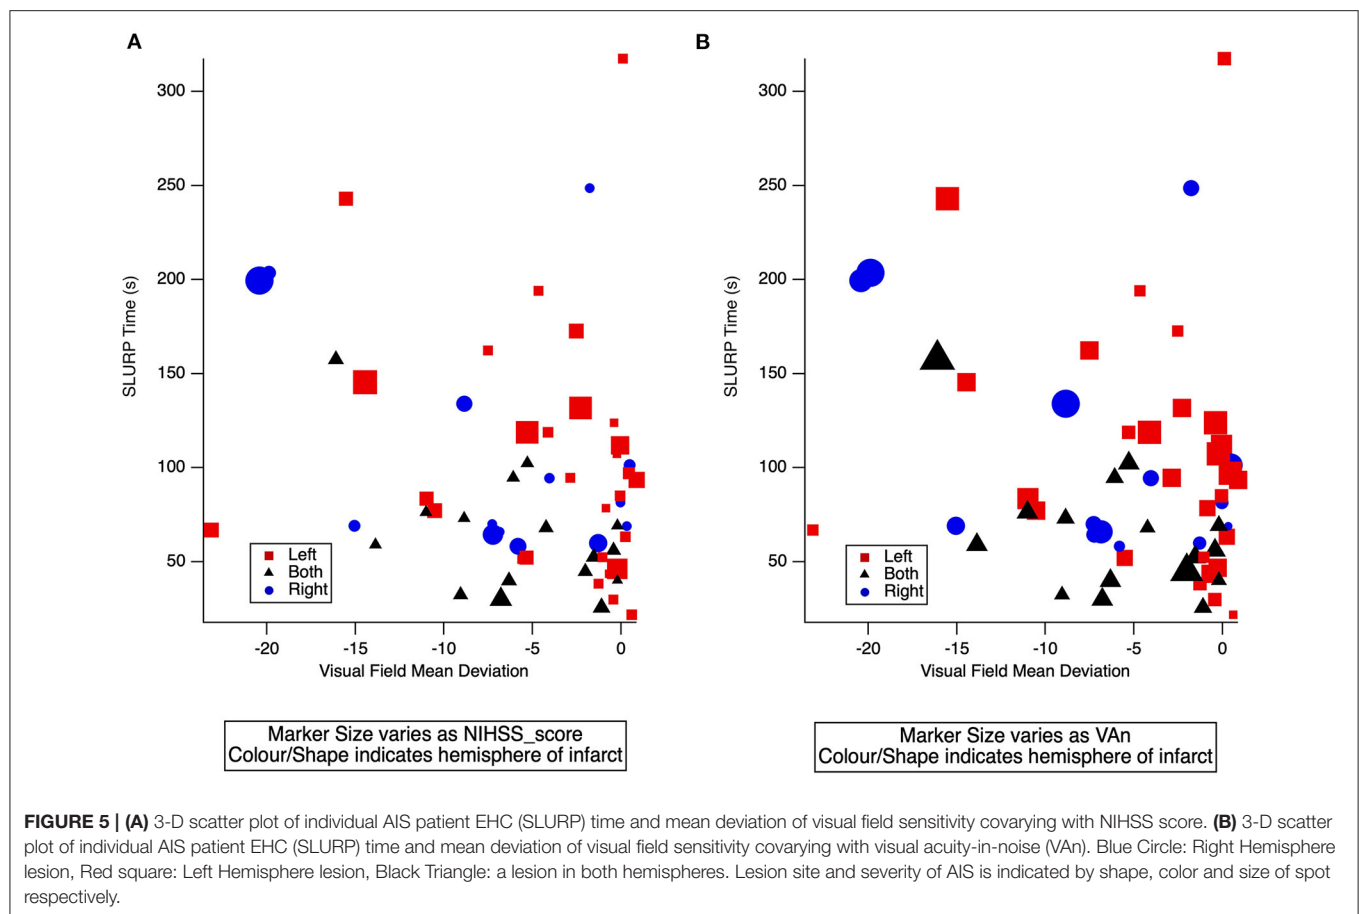 A
300
250
200
150
100
50
SLURP Time (s)
Left
Both
Right
-20 -15 -10 -5 0
Visual Field Mean Deviation
Marker Size varies as NIHSS_score
Colour/Shape indicates hemisphere of infarct
B
300
250
200
150
100
50
SLURP Time (s)
Left
Both
Right
-20 -15 -10 -5 0
Visual Field Mean Deviation
Marker Size varies as VAn
Colour/Shape indicates hemisphere of infarct
FIGURE 5 | (A) 3-D scatter plot of individual AIS patient EHC (SLURP) time and mean deviation of visual field sensitivity covarying with NIHSS score. (B) 3-D scatter
plot of individual AIS patient EHC (SLURP) time and mean deviation of visual field sensitivity covarying with visual acuity-in-noise (VAn). Blue Circle: Right Hemisphere
lesion, Red square: Left Hemisphere lesion, Black Triangle: a lesion in both hemispheres. Lesion site and severity of AIS is indicated by shape, color and size of spot
respectively.